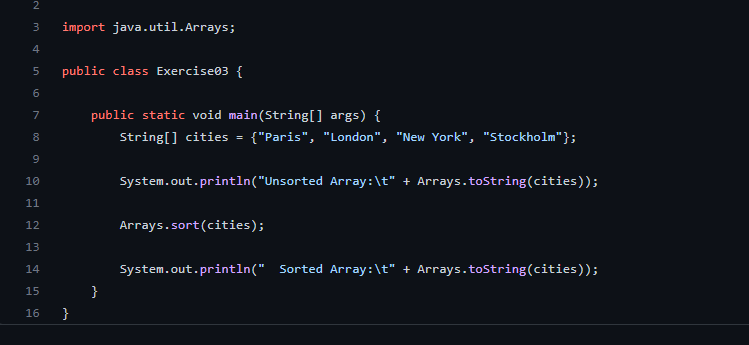 2
3 import java.util.Arrays;
4
5 public class Exercise03 {
6
7 public static void main(String[] args) {
8 String[] cities = {"Paris", "London", "New York", "Stockholm"};
9
10 System.out.println("Unsorted Array:\t" + Arrays.toString(cities));
11
12 Arrays.sort(cities);
13
14 System.out.println("  Sorted Array:\t" + Arrays.toString(cities));
15 }
16 }